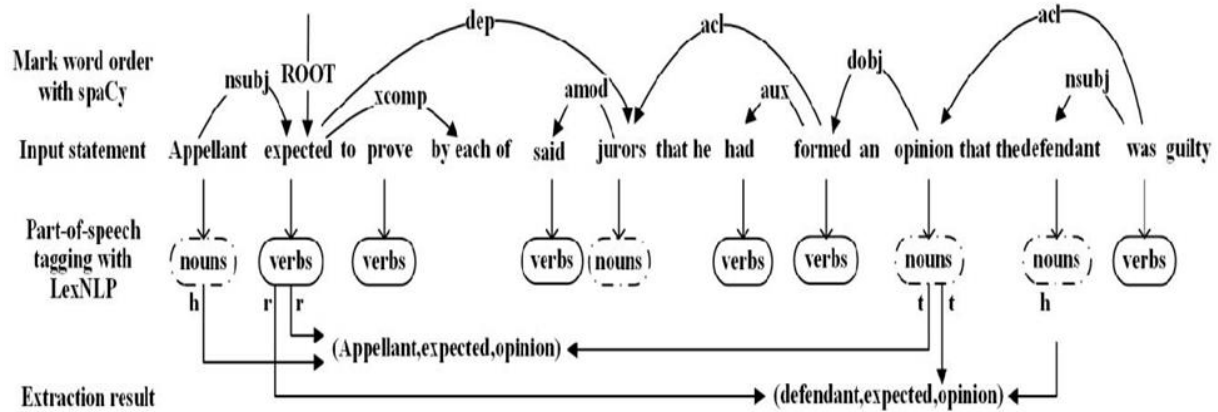 dep
acl
acl
Mark word order
with spaCy
nsubj ROOT
xcomp
amod
aux
dobj
nsubj
Input statement Appellant expected to prove by each of said jurors that he had formed an opinion that thedefendant was guilty
Part-of-speech
tagging with
LexNLP
nouns verbs verbs verbs nouns verbs verbs nouns nouns verbs
h r r t t h
(Appellant,expected,opinion)
Extraction result (defendant,expected,opinion)